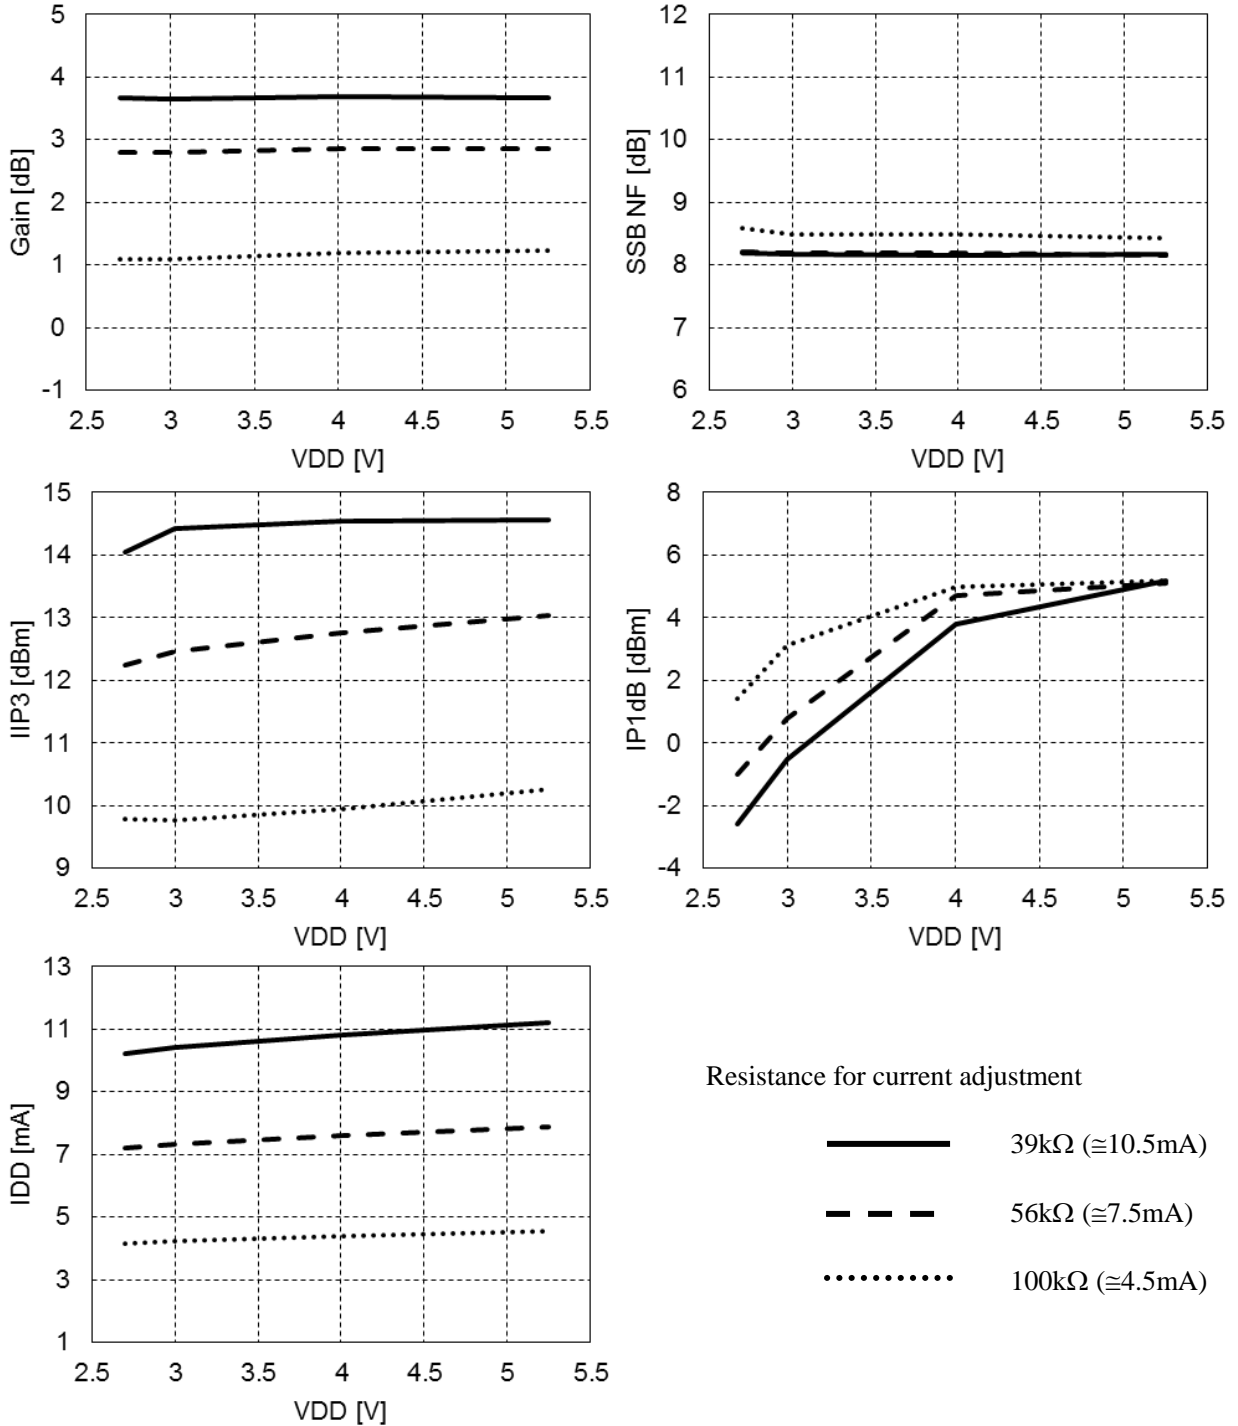 5
4
3
2
1
0
-1
Gain [dB]
2.5 3 3.5 4 4.5 5 5.5
VDD [V]
12
11
10
9
8
7
6
SSB NF [dB]
2.5 3 3.5 4 4.5 5 5.5
VDD [V]
15
14
13
12
11
10
9
IIP3 [dBm]
2.5 3 3.5 4 4.5 5 5.5
VDD [V]
8
6
4
2
0
-2
-4
IP1dB [dBm]
2.5 3 3.5 4 4.5 5 5.5
VDD [V]
13
11
9
7
5
3
1
IDD [mA]
2.5 3 3.5 4 4.5 5 5.5
VDD [V]
Resistance for current adjustment
39kΩ (≅10.5mA)
56kΩ (≅7.5mA)
100kΩ (≅4.5mA)